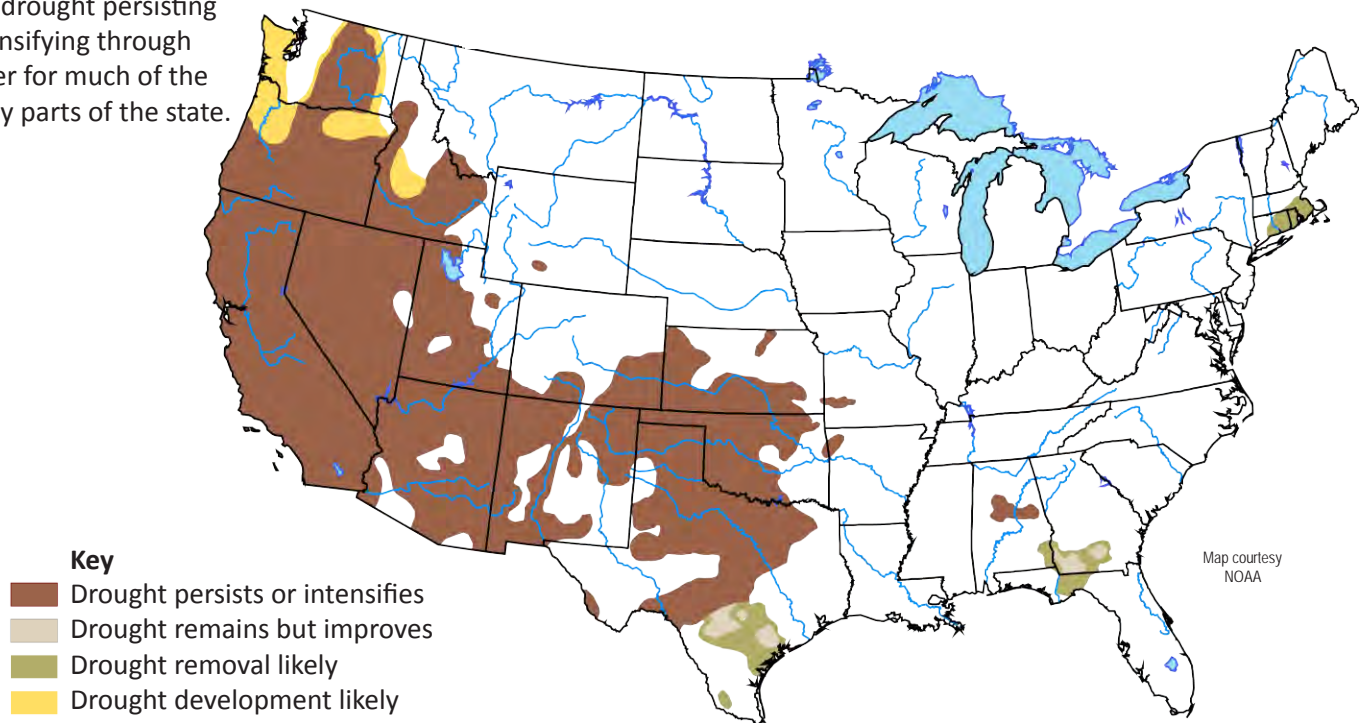 drought persisting
nsifying through
er for much of the
y parts of the state.
Key
Drought persists or intensifies
Drought remains but improves
Drought removal likely
Drought development likely
Map courtesy
NOAA